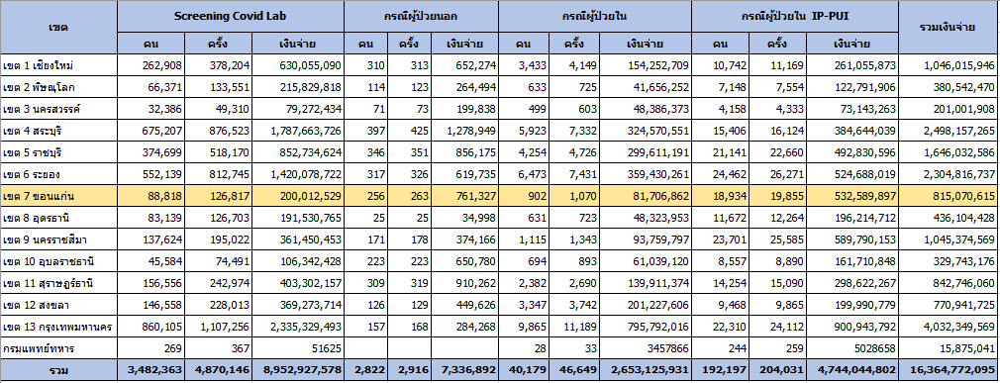 เขต Screening Covid Lab กรณีผู้ป่วยนอก กรณีผู้ป่วยใน กรณีผู้ป่วยใน IP-PUI รวมเงินจ่าย
คน ครั้ง เงินจ่าย คน ครั้ง เงินจ่าย คน ครั้ง เงินจ่าย คน ครั้ง เงินจ่าย
เขต 1 เชียงใหม่ 262,908 378,204 630,055,090 310 313 652,274 3,433 4,149 154,252,709 10,742 11,169 261,055,873 1,046,015,946
เขต 2 พิษณุโลก 66,371 133,551 215,829,818 114 123 264,494 633 725 41,656,252 7,148 7,554 122,791,906 380,542,470
เขต 3 นครสวรรค์ 32,386 49,310 79,272,434 71 73 199,838 499 603 48,386,373 4,158 4,333 73,143,263 201,001,908
เขต 4 สระบุรี 675,207 876,523 1,787,663,726 397 425 1,278,949 5,923 7,332 324,570,551 15,406 16,124 384,644,039 2,498,157,265
เขต 5 ราชบุรี 374,699 518,170 852,734,624 346 351 856,175 4,254 4,726 299,611,191 21,141 22,660 492,830,596 1,646,032,586
เขต 6 ระยอง 552,139 812,745 1,420,078,722 317 326 619,735 6,473 7,431 359,430,261 24,462 26,271 524,688,019 2,304,816,737
เขต 7 ขอนแก่น 88,818 126,817 200,012,529 256 263 761,327 902 1,070 81,706,862 18,934 19,855 532,589,897 815,070,615
เขต 8 อุดรธานี 83,139 126,703 191,530,765 25 25 34,998 631 723 48,323,953 11,672 12,264 196,214,712 436,104,428
เขต 9 นครราชสีมา 137,624 195,022 361,450,453 171 178 374,166 1,115 1,343 93,759,797 23,701 25,585 589,790,153 1,045,374,569
เขต 10 อุบลราชธานี 45,584 74,491 106,342,428 223 223 650,780 694 893 61,039,120 8,557 8,890 161,710,848 329,743,176
เขต 11 สุราษฎร์ธานี 156,556 242,974 403,302,157 309 319 910,262 2,382 2,690 139,911,374 14,254 15,090 298,622,267 842,746,060
เขต 12 สงขลา 146,558 228,013 369,273,714 126 129 449,626 3,347 3,742 201,227,606 9,468 9,865 199,990,779 770,941,725
เขต 13 กรุงเทพมหานคร 860,105 1,107,256 2,335,329,493 157 168 284,268 9,865 11,189 795,792,016 22,310 24,112 900,943,792 4,032,349,569
กรมแพทย์ทหาร 269 367 51625 28 33 3457866 244 259 5028658 15,875,041
รวม 3,482,363 4,870,146 8,952,927,578 2,822 2,916 7,336,892 40,179 46,649 2,653,125,931 192,197 204,031 4,744,044,802 16,364,772,095